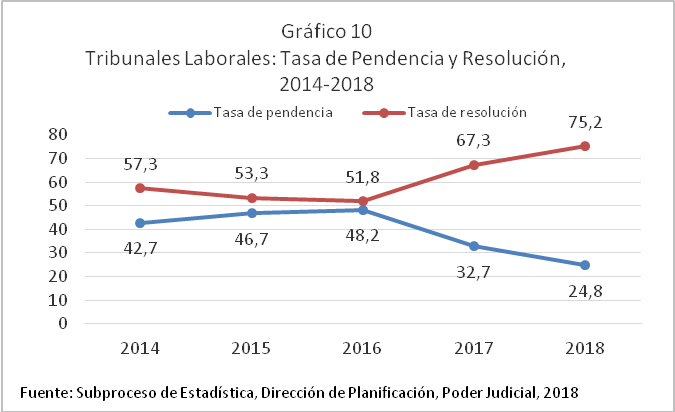 Gráfico 10
Tribunales Laborales: Tasa de Pendencia y Resolución,
2014-2018
Tasa de pendencia Tasa de resolución
80
70
60
50
40
30
20
10
0
57,3 53,3 51,8 67,3 75,2
42,7 46,7 48,2 32,7 24,8
2014 2015 2016 2017 2018
Fuente: Subproceso de Estadística, Dirección de Planificación, Poder Judicial, 2018